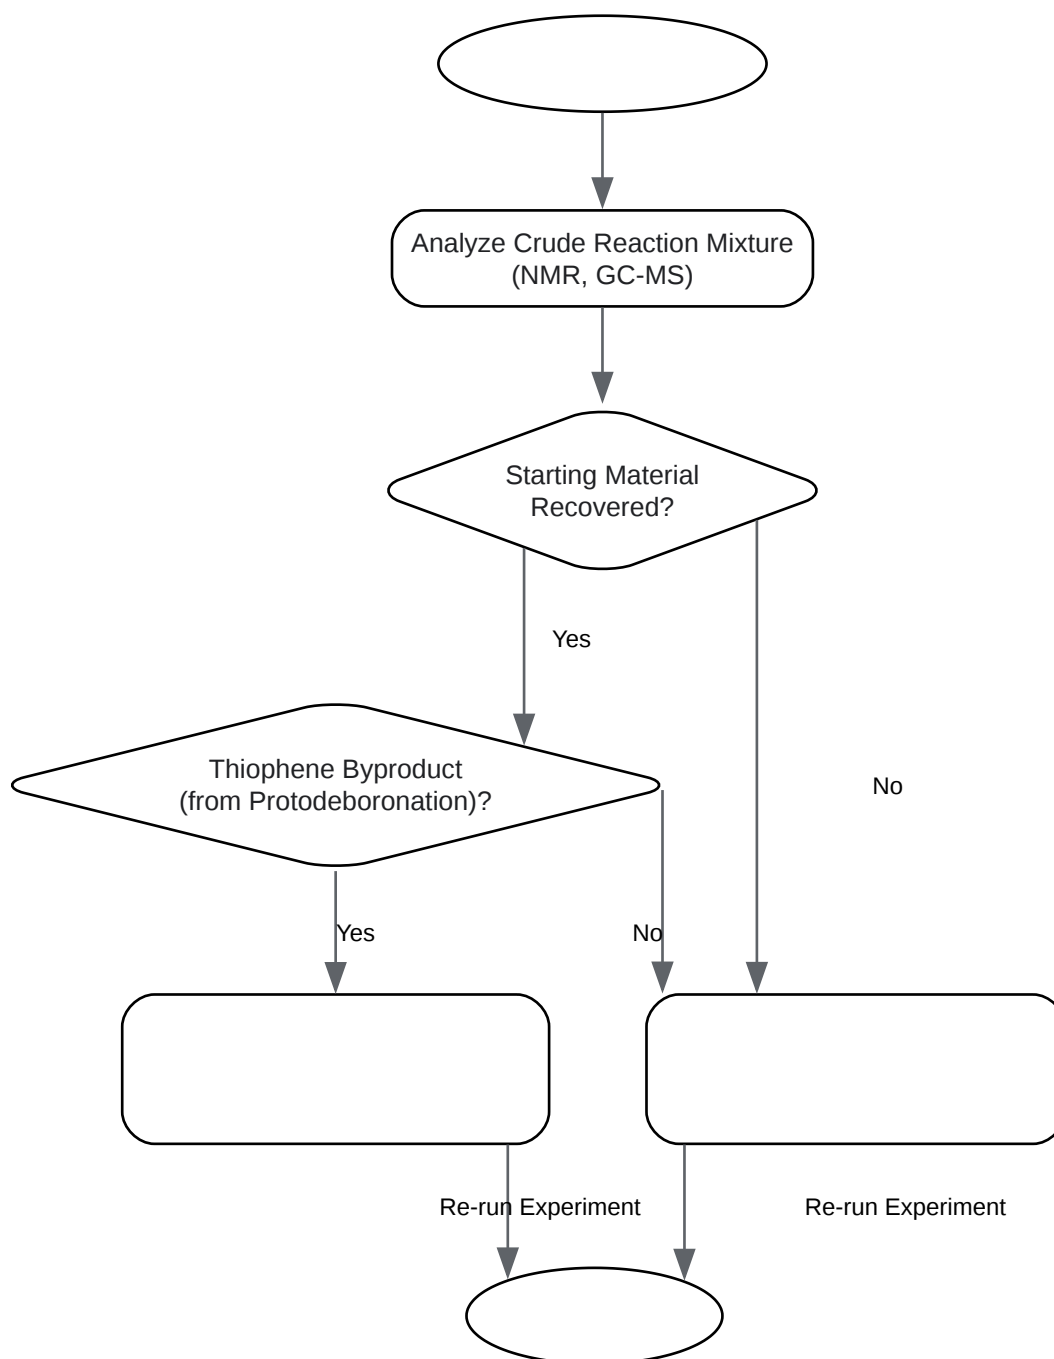 Analyze Crude Reaction Mixture
(NMR, GC-MS)
Starting Material
Recovered?
Yes
Thiophene Byproduct
(from Protodeboronation)?
No
Yes
No
Re-run Experiment
Re-run Experiment